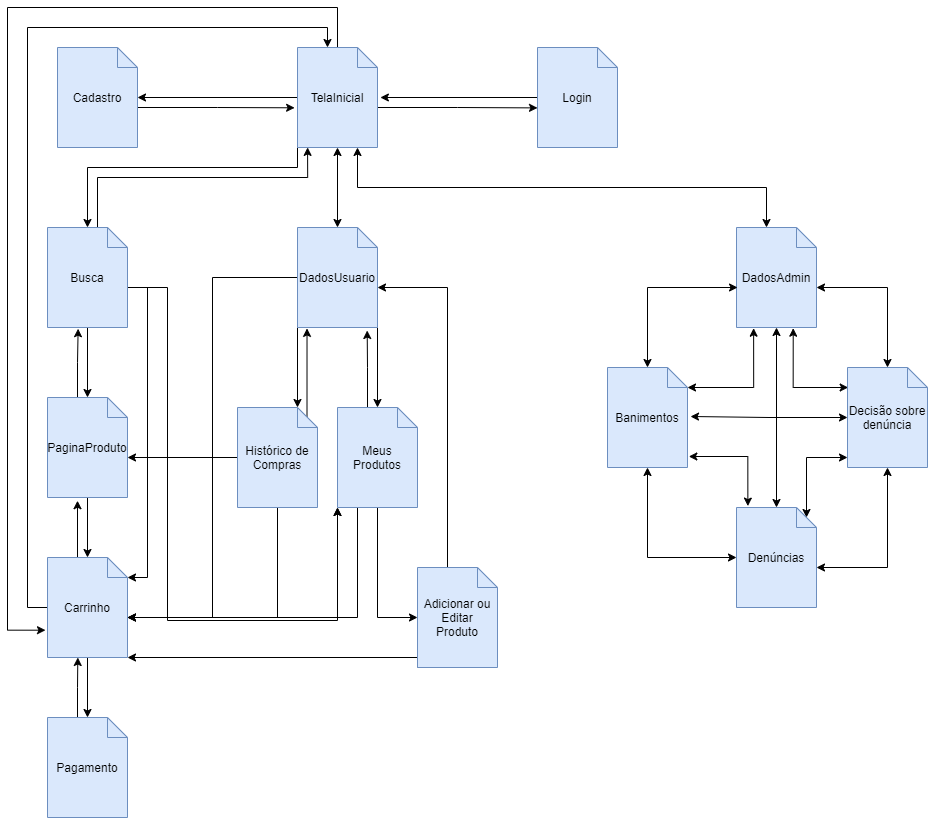 Cadastro
TelaInicial
Login
Busca
DadosUsuario
DadosAdmin
PaginaProduto
Histórico de
Compras
Meus
Produtos
Banimentos
Decisão sobre
denúncia
Carrinho
Adicionar ou
Editar
Produto
Denúncias
Pagamento